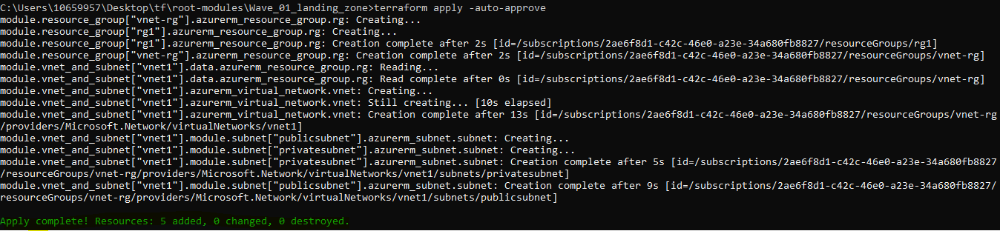 C:\Users\10659957\Desktop\tf\root-modules\Wave_01_landing_zone>terraform apply -auto-approve
module.resource_group["vnet-rg"].azurerm_resource_group.rg: Creating...
module.resource_group["rg1"].azurerm_resource_group.rg: Creating...
module.resource_group["rg1"].azurerm_resource_group.rg: Creation complete after 2s [id=/subscriptions/2ae6f8d1-c42c-46e0-a23e-34a680fb8827/resourceGroups/rg1]
module.resource_group["vnet-rg"].azurerm_resource_group.rg: Creation complete after 2s [id=/subscriptions/2ae6f8d1-c42c-46e0-a23e-34a680fb8827/resourceGroups/vnet-rg]
module.vnet_and_subnet["vnet1"].data.azurerm_resource_group.rg: Reading...
module.vnet_and_subnet["vnet1"].data.azurerm_resource_group.rg: Read complete after 0s [id=/subscriptions/2ae6f8d1-c42c-46e0-a23e-34a680fb8827/resourceGroups/vnet-rg]
module.vnet_and_subnet["vnet1"].azurerm_virtual_network.vnet: Creating...
module.vnet_and_subnet["vnet1"].azurerm_virtual_network.vnet: Still creating... [10s elapsed]
module.vnet_and_subnet["vnet1"].azurerm_virtual_network.vnet: Creation complete after 13s [id=/subscriptions/2ae6f8d1-c42c-46e0-a23e-34a680fb8827/resourceGroups/vnet-rg
/providers/Microsoft.Network/virtualNetworks/vnet1]
module.vnet_and_subnet["vnet1"].module.subnet["publicsubnet"].azurerm_subnet.subnet: Creating...
module.vnet_and_subnet["vnet1"].module.subnet["privatesubnet"].azurerm_subnet.subnet: Creating...
module.vnet_and_subnet["vnet1"].module.subnet["privatesubnet"].azurerm_subnet.subnet: Creation complete after 5s [id=/subscriptions/2ae6f8d1-c42c-46e0-a23e-34a680fb8827
/resourceGroups/vnet-rg/providers/Microsoft.Network/virtualNetworks/vnet1/subnets/privatesubnet]
module.vnet_and_subnet["vnet1"].module.subnet["publicsubnet"].azurerm_subnet.subnet: Creation complete after 9s [id=/subscriptions/2ae6f8d1-c42c-46e0-a23e-34a680fb8827/
resourceGroups/vnet-rg/providers/Microsoft.Network/virtualNetworks/vnet1/subnets/publicsubnet]
Apply complete! Resources: 5 added, 0 changed, 0 destroyed.